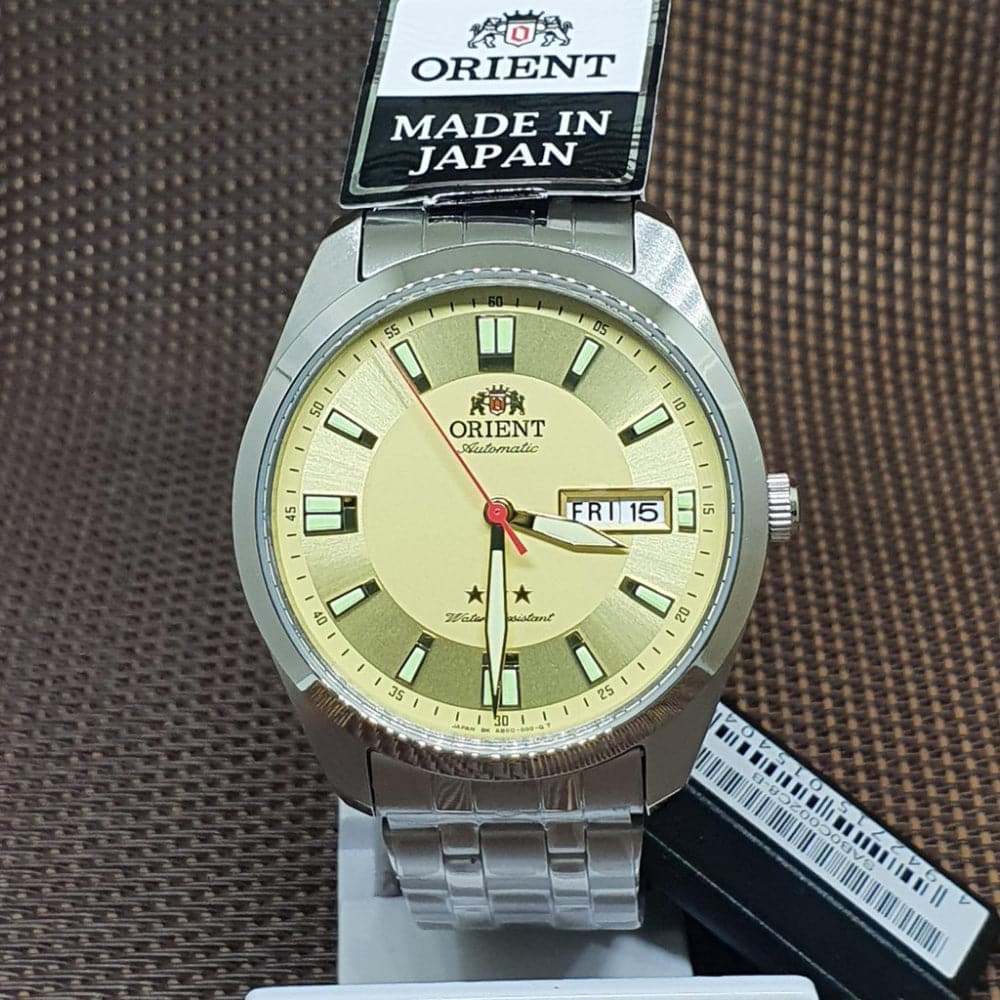 ORIENT
MADE IN
JAPAN
60
55
05
50
10
ORIENT
Automatic
45
FRI 15
15
40
20
Water Resistant
35
25
30
JAPAN